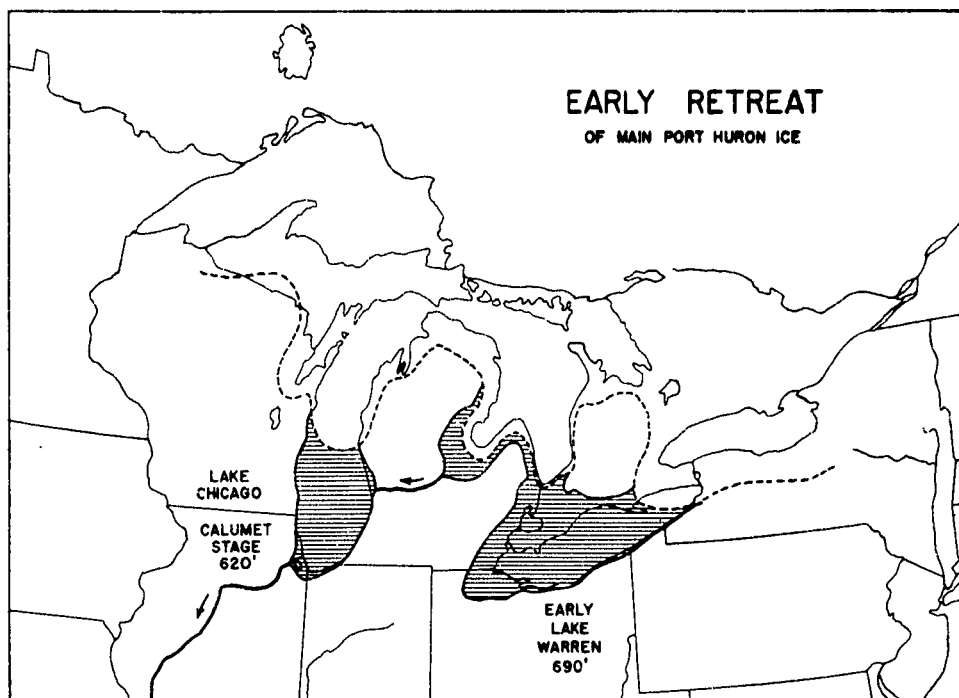 EARLY RETREAT
OF MAIN PORT HURON ICE
LAKE
CHICAGO
CALUMET
STAGE
620'
EARLY
LAKE
WARREN
690'